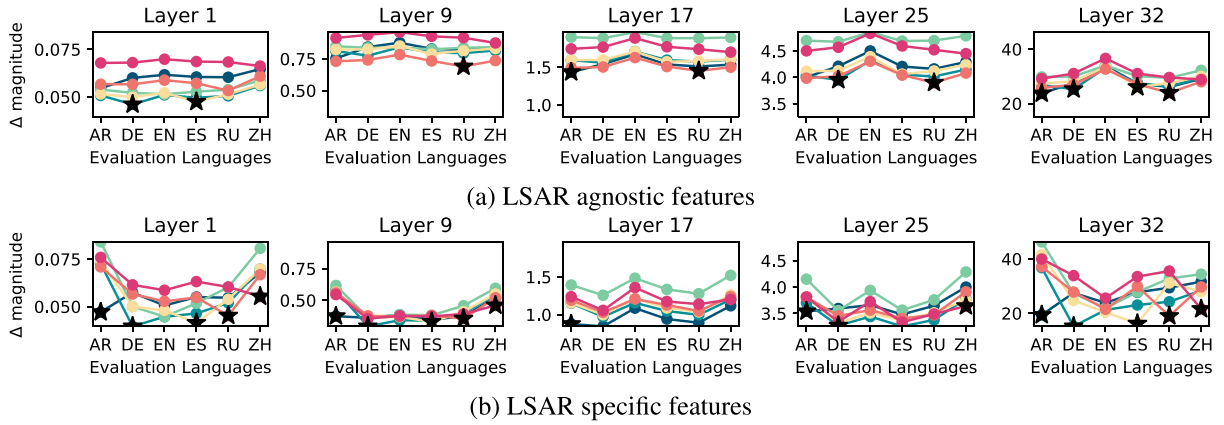 Layer 1 Layer 9 Layer 17 Layer 25 Layer 32
Δ magnitude
0.075 0.050
0.75 0.50
1.5 1.0
4.5 4.0 3.5
40 20
AR DE EN ES RU ZH AR DE EN ES RU ZH AR DE EN ES RU ZH AR DE EN ES RU ZH AR DE EN ES RU ZH
Evaluation Languages Evaluation Languages Evaluation Languages Evaluation Languages Evaluation Languages
(a) LSAR agnostic features
Layer 1 Layer 9 Layer 17 Layer 25 Layer 32
Δ magnitude
0.075 0.050
0.75 0.50
1.5 1.0
4.5 4.0 3.5
40 20
AR DE EN ES RU ZH AR DE EN ES RU ZH AR DE EN ES RU ZH AR DE EN ES RU ZH AR DE EN ES RU ZH
Evaluation Languages Evaluation Languages Evaluation Languages Evaluation Languages Evaluation Languages
(b) LSAR specific features